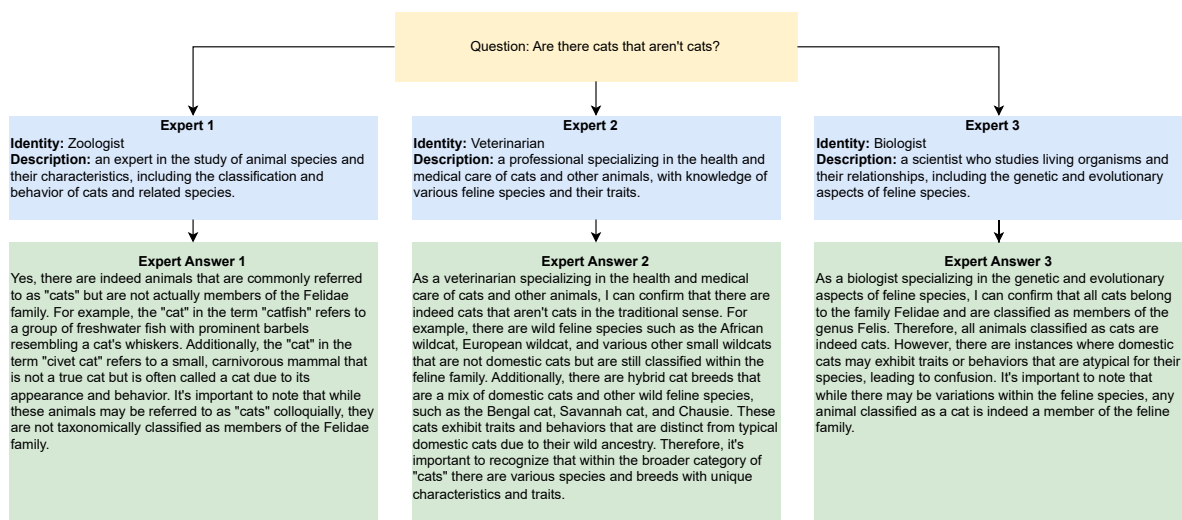 Question: Are there cats that aren't cats?
Expert 1
Identity: Zoologist
Description: an expert in the study of animal species and
their characteristics, including the classification and
behavior of cats and related species.
Expert 2
Identity: Veterinarian
Description: a professional specializing in the health and
medical care of cats and other animals, with knowledge of
various feline species and their traits.
Expert 3
Identity: Biologist
Description: a scientist who studies living organisms and
their relationships, including the genetic and evolutionary
aspects of feline species.
Expert Answer 1
Yes, there are indeed animals that are commonly referred
to as "cats" but are not actually members of the Felidae
family. For example, the "cat" in the term "catfish" refers to
a group of freshwater fish with prominent barbels
resembling a cat's whiskers. Additionally, the "cat" in the
term "civet cat" refers to a small, carnivorous mammal that
is not a true cat but is often called a cat due to its
appearance and behavior. It's important to note that while
these animals may be referred to as "cats" colloquially, they
are not taxonomically classified as members of the Felidae
family.
Expert Answer 2
As a veterinarian specializing in the health and medical
care of cats and other animals, I can confirm that there are
indeed cats that aren't cats in the traditional sense. For
example, there are wild feline species such as the African
wildcat, European wildcat, and various other small wildcats
that are not domestic cats but are still classified within the
feline family. Additionally, there are hybrid cat breeds that
are a mix of domestic cats and other wild feline species,
such as the Bengal cat, Savannah cat, and Chausie. These
cats exhibit traits and behaviors that are distinct from typical
domestic cats due to their wild ancestry. Therefore, it's
important to recognize that within the broader category of
"cats" there are various species and breeds with unique
characteristics and traits.
Expert Answer 3
As a biologist specializing in the genetic and evolutionary
aspects of feline species, I can confirm that all cats belong
to the family Felidae and are classified as members of the
genus Felis. Therefore, all animals classified as cats are
indeed cats. However, there are instances where domestic
cats may exhibit traits or behaviors that are atypical for their
species, leading to confusion. It's important to note that
while there may be variations within the feline species, any
animal classified as a cat is indeed a member of the feline
family.